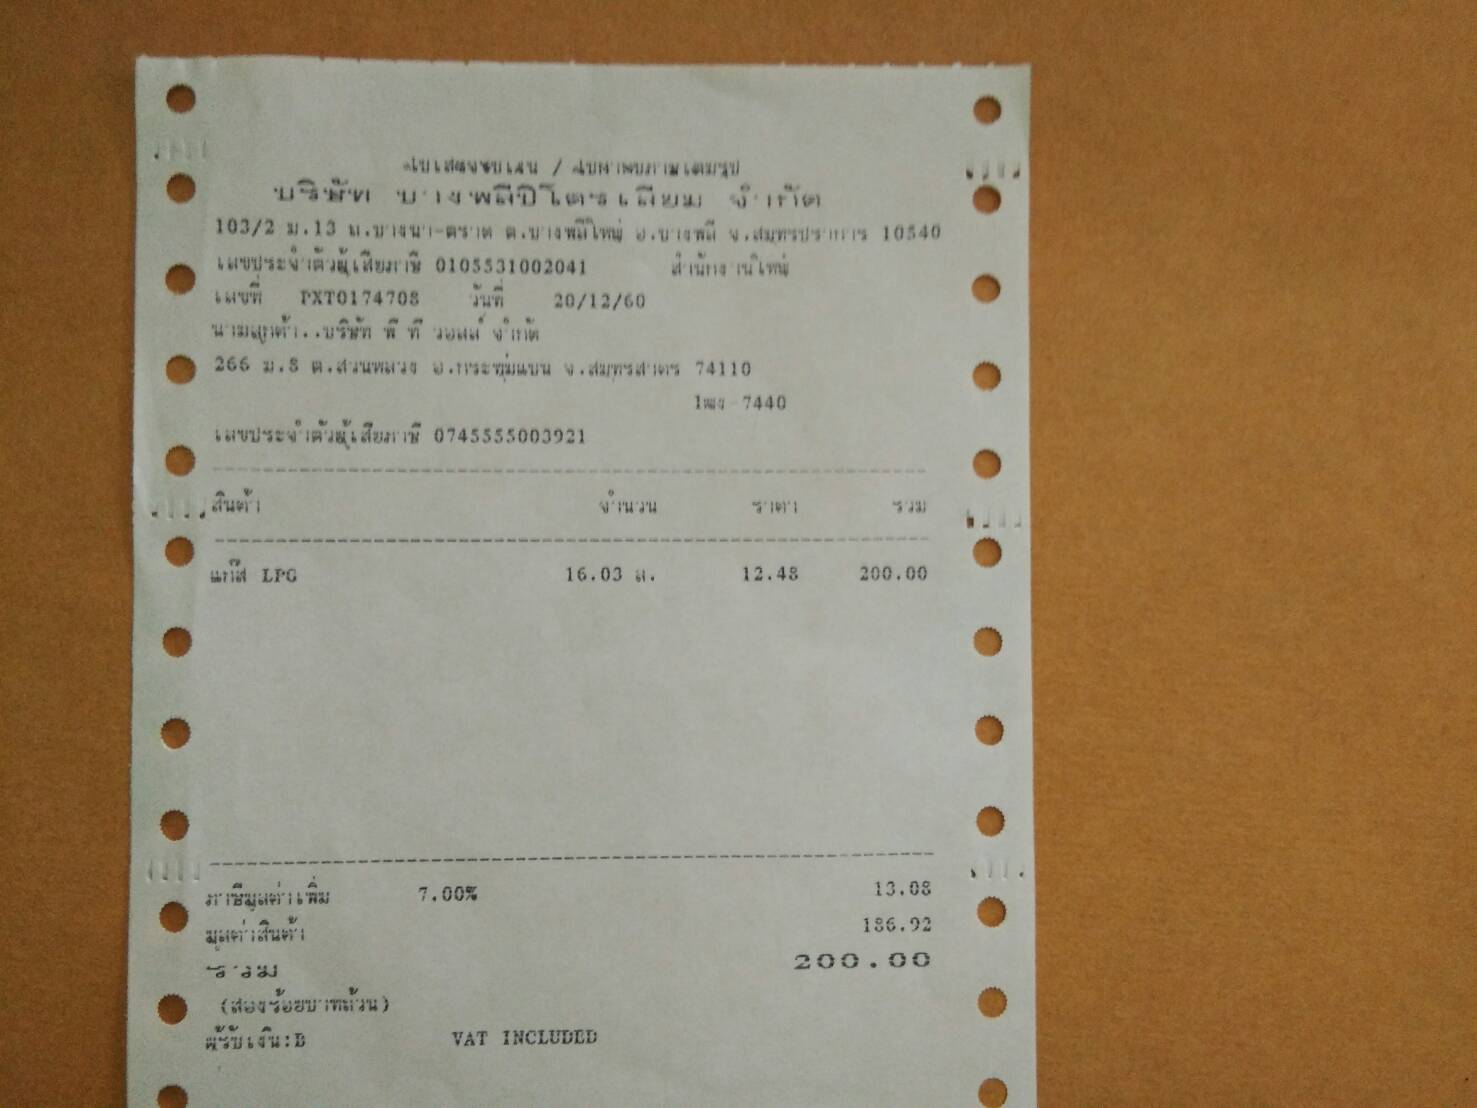 ใบเสร็จรับเงิน / ใบกำกับภาษีเต็มรูป
บริษัท บางพลีปิโตรเลียม จำกัด
103/2 ม.13 ถ.บางนา-ตราด ต.บางพลีใหญ่ อ.บางพลี จ.สมุทรปราการ 10540
เลขประจำตัวผู้เสียภาษี 0105531002041 สำนักงานใหญ่
เลขที่ PXT0174708 วันที่ 20/12/60
นามลูกค้า..บริษัท พี ที วอลล์ จำกัด
266 ม.8 ต.สวนหลวง อ.กระทุ่มแบน จ.สมุทรสาคร 74110
1ฒง-7440
เลขประจำตัวผู้เสียภาษี 0745555003921
สินค้า จำนวน ราคา รวม
แก๊ส LPG 16.03 ล. 12.48 200.00
ภาษีมูลค่าเพิ่ม 7.00% 13.08
มูลค่าสินค้า 186.92
รวม 200.00
(สองร้อยบาทถ้วน)
ผู้รับเงิน:B VAT INCLUDED